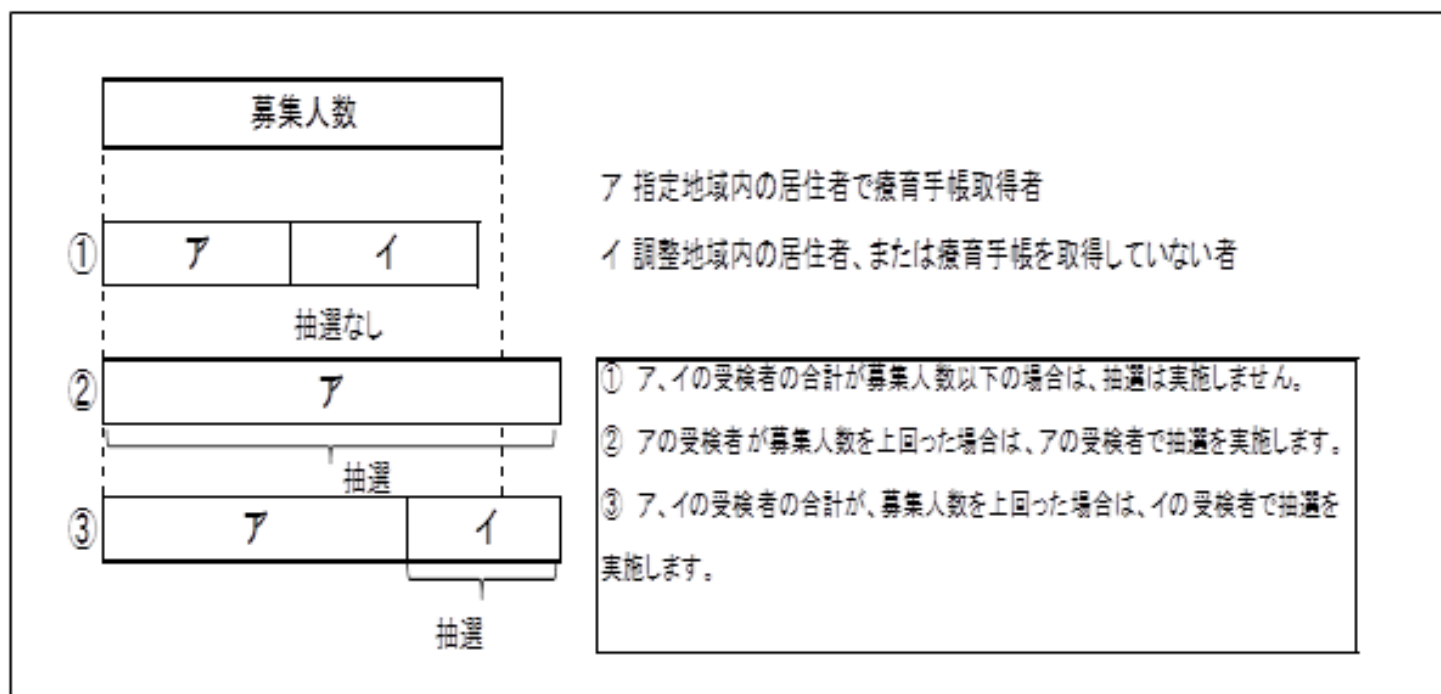 募集人数
ア 指定地域内の居住者で療育手帳取得者
① ア イ
イ 調整地域内の居住者、または療育手帳を取得していない者
抽選なし
② ア
抽選
③ ア イ
抽選
① ア、イの受検者の合計が募集人数以下の場合は、抽選は実施しません。
② アの受検者が募集人数を上回った場合は、アの受検者で抽選を実施します。
③ ア、イの受検者の合計が、募集人数を上回った場合は、イの受検者で抽選を
実施します。